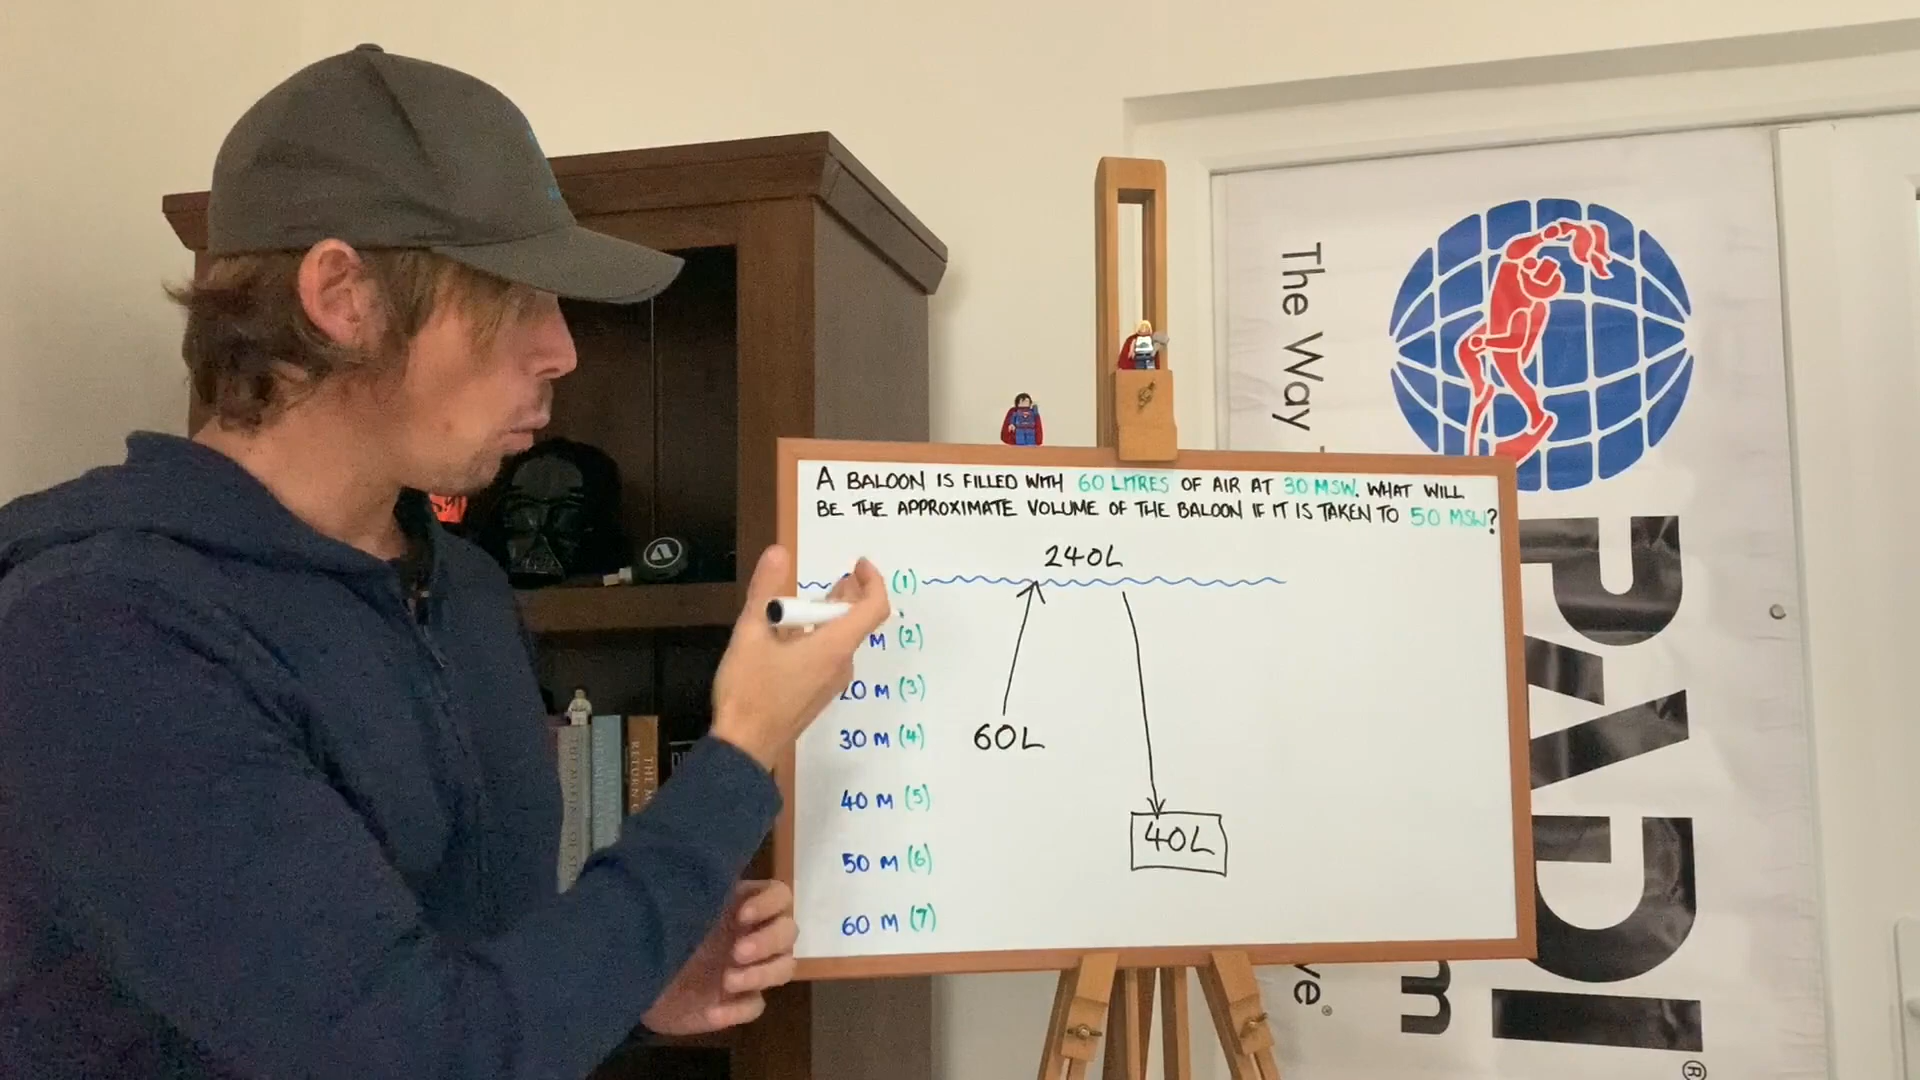 A BALOON IS FILLED WITH 60 LITRES OF AIR AT 30 MSW. WHAT WILL
BE THE APPROXIMATE VOLUME OF THE BALOON IF IT IS TAKEN TO 50 MSW?
240L
(1)
M (2)
20 M (3)
30 M (4)
60L
40 M (5)
40L
50 M (6)
60 M (7)
The Way
PADI
®